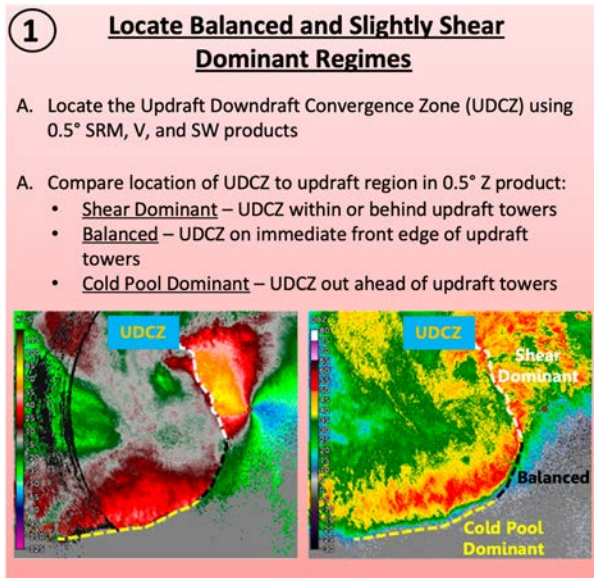 1
Locate Balanced and Slightly Shear
Dominant Regimes
A. Locate the Updraft Downdraft Convergence Zone (UDCZ) using
0.5° SRM, V, and SW products
A. Compare location of UDCZ to updraft region in 0.5° Z product:
• Shear Dominant – UDCZ within or behind updraft towers
• Balanced – UDCZ on immediate front edge of updraft
towers
• Cold Pool Dominant – UDCZ out ahead of updraft towers
UDCZ
UDCZ
Shear
Dominant
Balanced
Cold Pool
Dominant